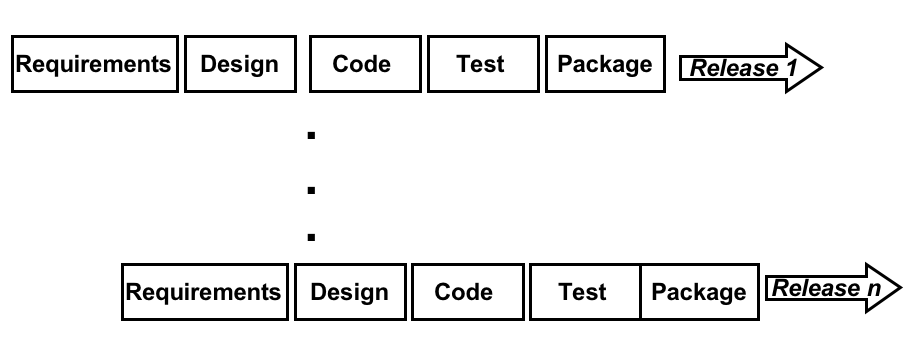 Requirements Design Code Test Package Release 1
Requirements Design Code Test Package Release n